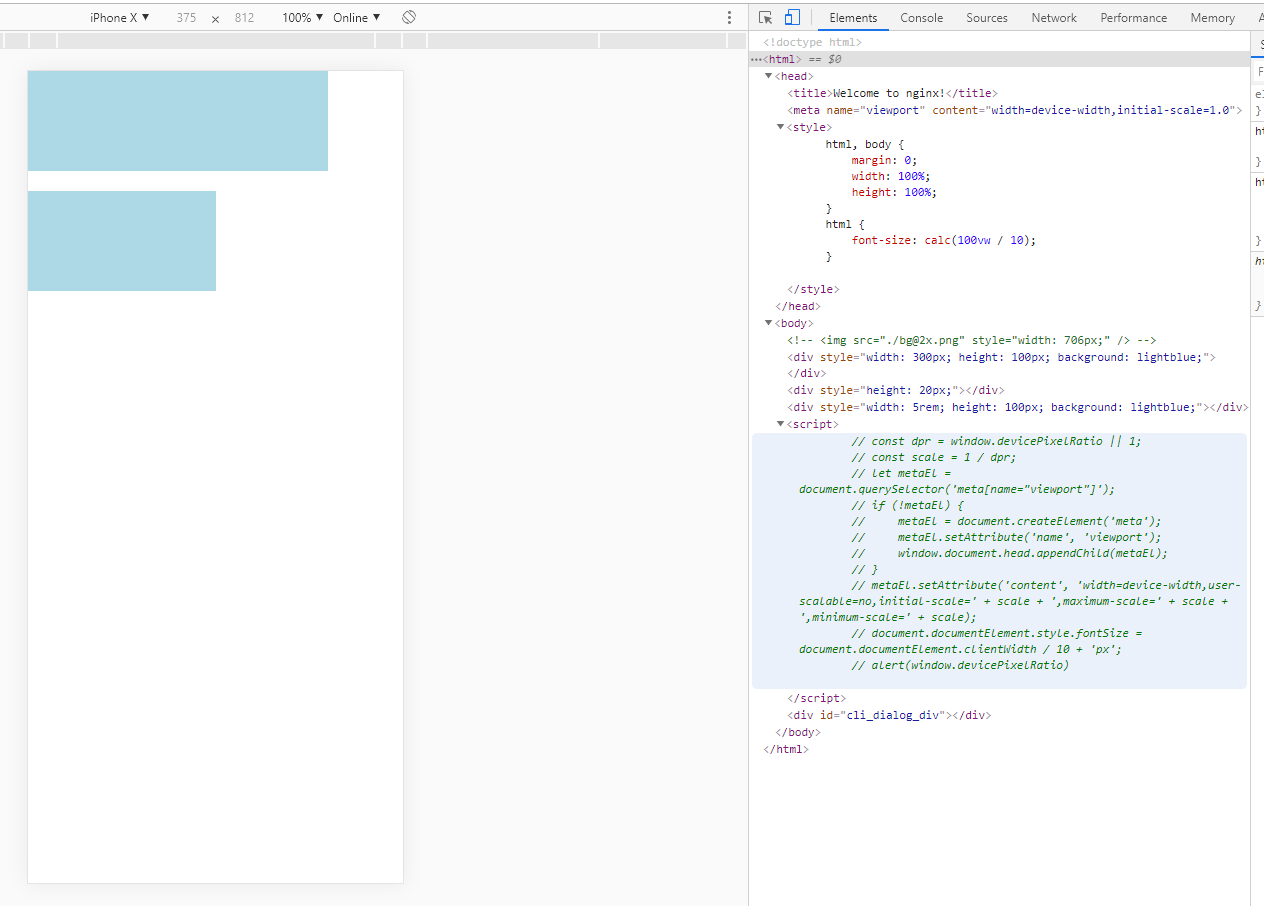 iPhone X ▼ 375 × 812 100% ▼ Online ▼
Elements Console Sources Network Performance Memory
<!doctype html>
•••<html> == $0
▼<head>
<title>Welcome to nginx!</title>
<meta name="viewport" content="width=device-width,initial-scale=1.0">
▼<style>
html, body {
margin: 0;
width: 100%;
height: 100%;
}
html {
font-size: calc(100vw / 10);
}
</style>
</head>
▼<body>
<!-- <img src="./bg@2x.png" style="width: 706px;" /> -->
<div style="width: 300px; height: 100px; background: lightblue;">
</div>
<div style="height: 20px;"></div>
<div style="width: 5rem; height: 100px; background: lightblue;"></div>
▼<script>
// const dpr = window.devicePixelRatio || 1;
// const scale = 1 / dpr;
// let metaEl =
document.querySelector('meta[name="viewport"]');
// if (!metaEl) {
//     metaEl = document.createElement('meta');
//     metaEl.setAttribute('name', 'viewport');
//     window.document.head.appendChild(metaEl);
// }
// metaEl.setAttribute('content', 'width=device-width,user-
scalable=no,initial-scale=' + scale + ',maximum-scale=' + scale +
',minimum-scale=' + scale);
// document.documentElement.style.fontSize =
document.documentElement.clientWidth / 10 + 'px';
// alert(window.devicePixelRatio)
</script>
<div id="cli_dialog_div"></div>
</body>
</html>